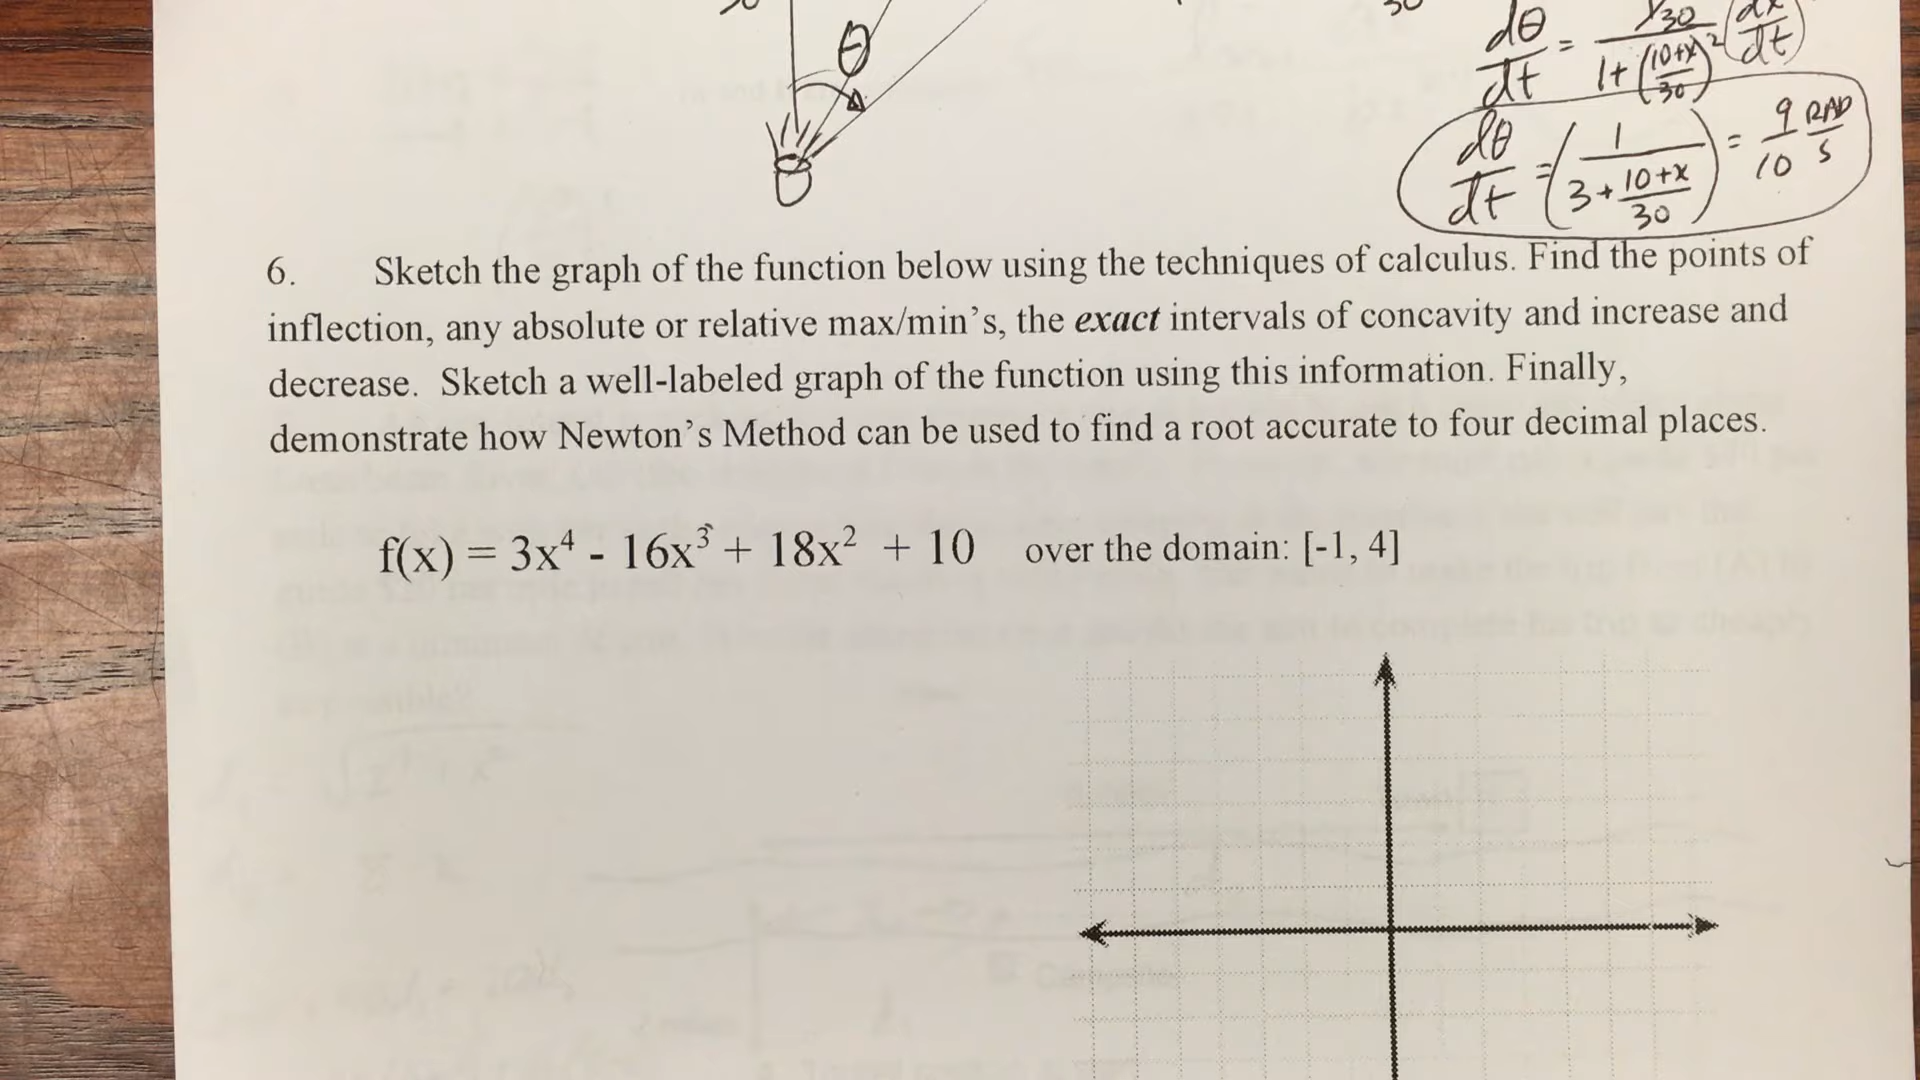 θ
dθ/dt = (1/30)/(1+((10+x)/30)²) (dx/dt)
dθ/dt = (1/(3+(10+x)/30)) = 9/10 RAD/S
6. Sketch the graph of the function below using the techniques of calculus. Find the points of
inflection, any absolute or relative max/min's, the exact intervals of concavity and increase and
decrease. Sketch a well-labeled graph of the function using this information. Finally,
demonstrate how Newton's Method can be used to find a root accurate to four decimal places.
f(x) = 3x⁴ - 16x³ + 18x² + 10 over the domain: [-1, 4]